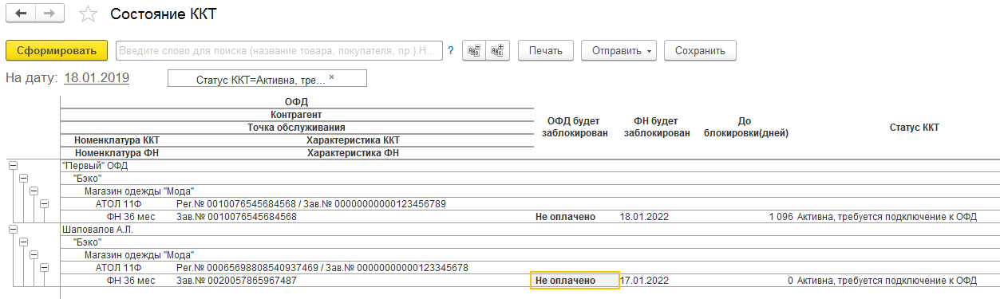 Состояние ККТ
Сформировать Введите слово для поиска (название товара, покупателя, пр.).Н... ? Печать Отправить Сохранить
На дату: 18.01.2019 Статус ККТ=Активна, тре... ×
ОФД
Контрагент
Точка обслуживания
Номенклатура ККТ Характеристика ККТ
Номенклатура ФН Характеристика ФН
ОФД будет заблокирован
ФН будет заблокирован
До блокировки(дней)
Статус ККТ
"Первый" ОФД
"Бэко"
Магазин одежды "Мода"
АТОЛ 11Ф Рег.№ 0010076545684568 / Зав.№ 00000000000123456789
ФН 36 мес Зав.№ 0010076545684568 Не оплачено 18.01.2022 1 096 Активна, требуется подключение к ОФД
Шаповалов А.Л.
"Бэко"
Магазин одежды "Мода"
АТОЛ 11Ф Рег.№ 00065698808540937469 / Зав.№ 00000000000123345678
ФН 36 мес Зав.№ 0020057865967487 Не оплачено 17.01.2022 0 Активна, требуется подключение к ОФД